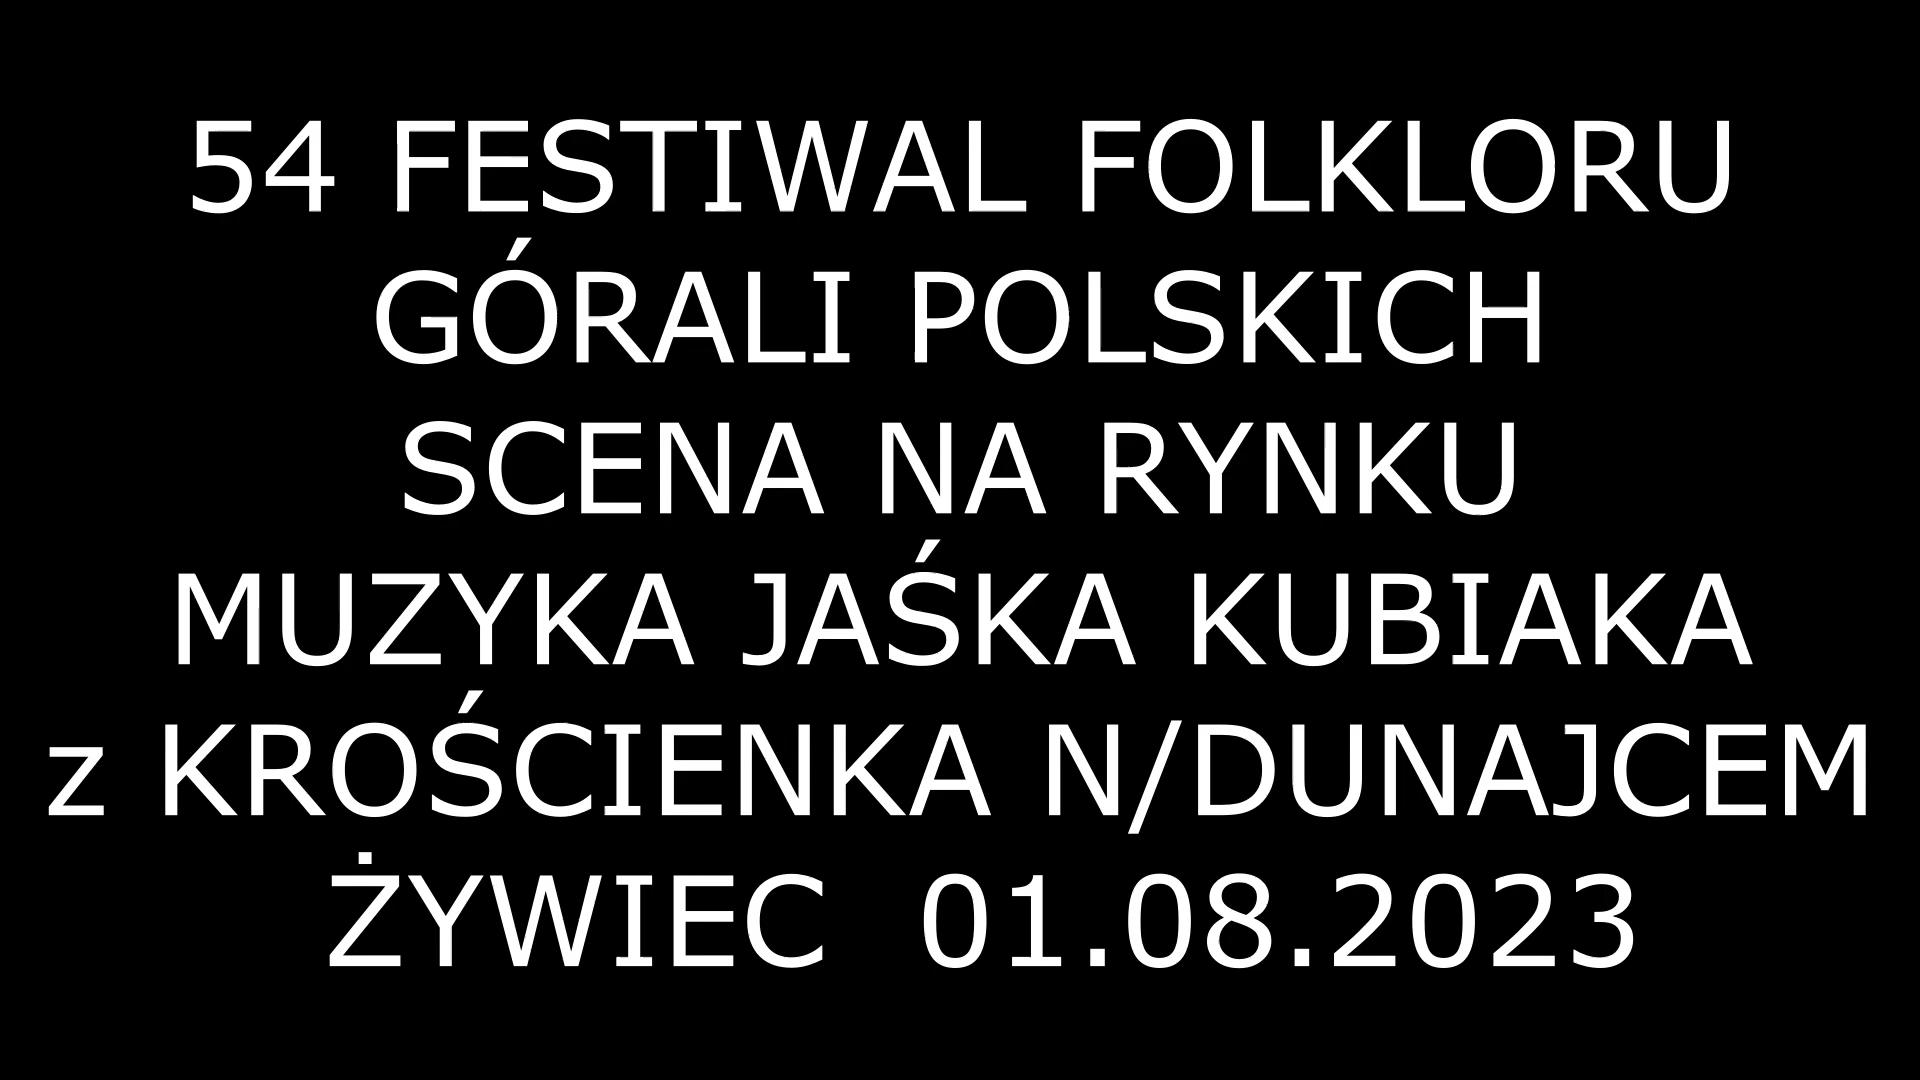 54 FESTIWAL FOLKLORU
GÓRALI POLSKICH
SCENA NA RYNKU
MUZYKA JAŚKA KUBIAKA
z KROŚCIENKA N/DUNAJCEM
ŻYWIEC 01.08.2023